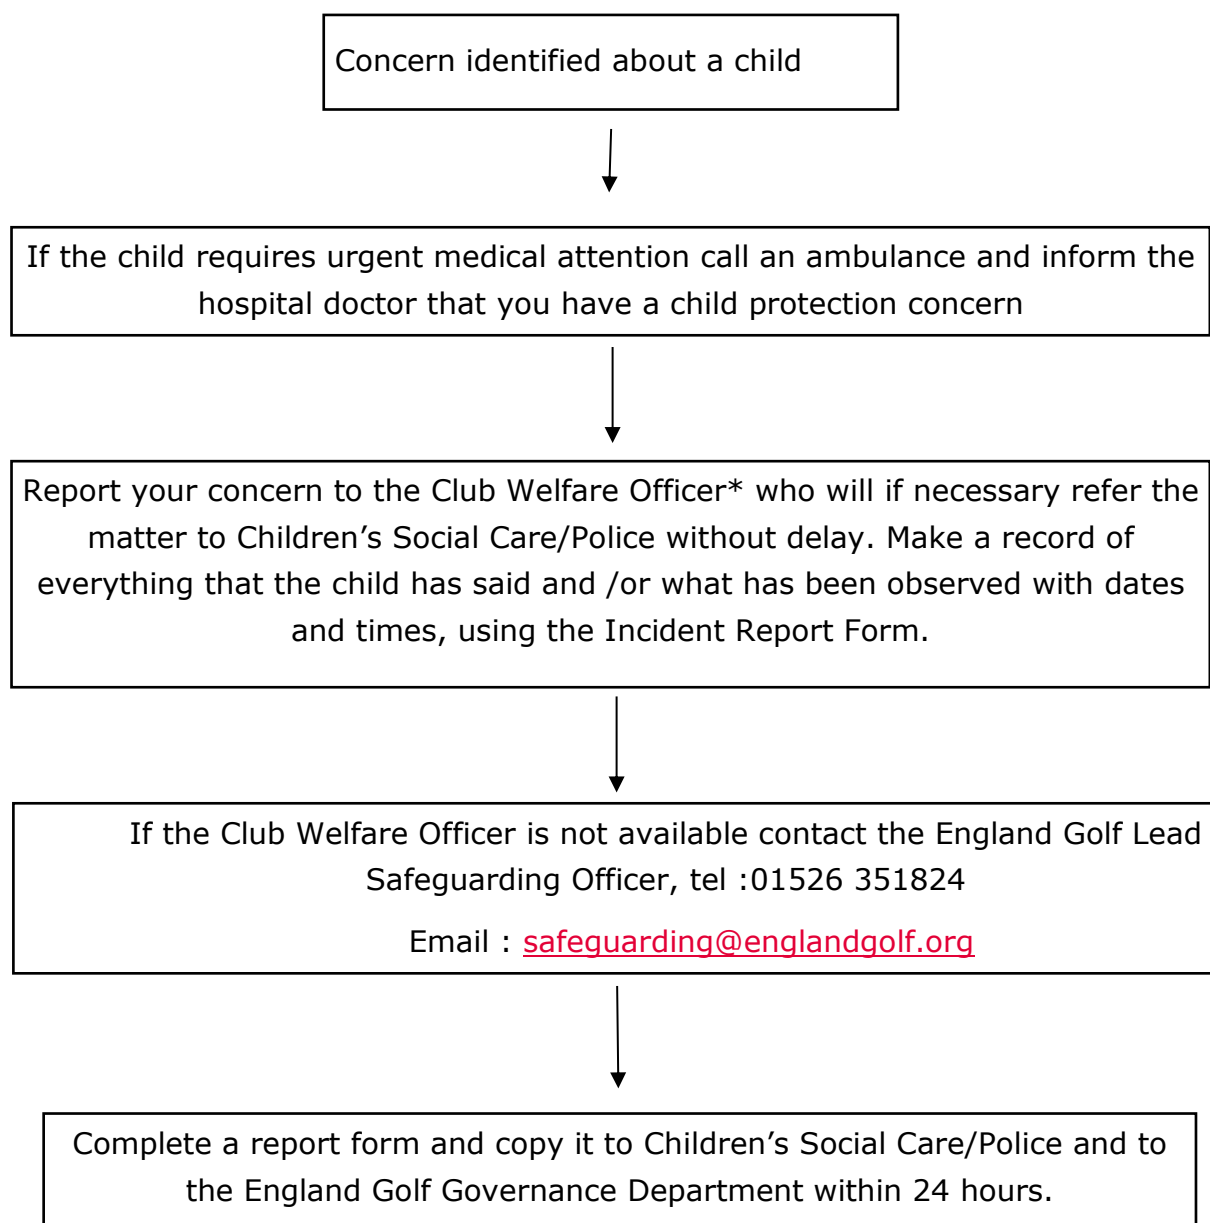 Concern identified about a child
If the child requires urgent medical attention call an ambulance and inform the
hospital doctor that you have a child protection concern
Report your concern to the Club Welfare Officer* who will if necessary refer the
matter to Children’s Social Care/Police without delay. Make a record of
everything that the child has said and /or what has been observed with dates
and times, using the Incident Report Form.
If the Club Welfare Officer is not available contact the England Golf Lead
Safeguarding Officer, tel :01526 351824
Email : safeguarding@englandgolf.org
Complete a report form and copy it to Children’s Social Care/Police and to
the England Golf Governance Department within 24 hours.